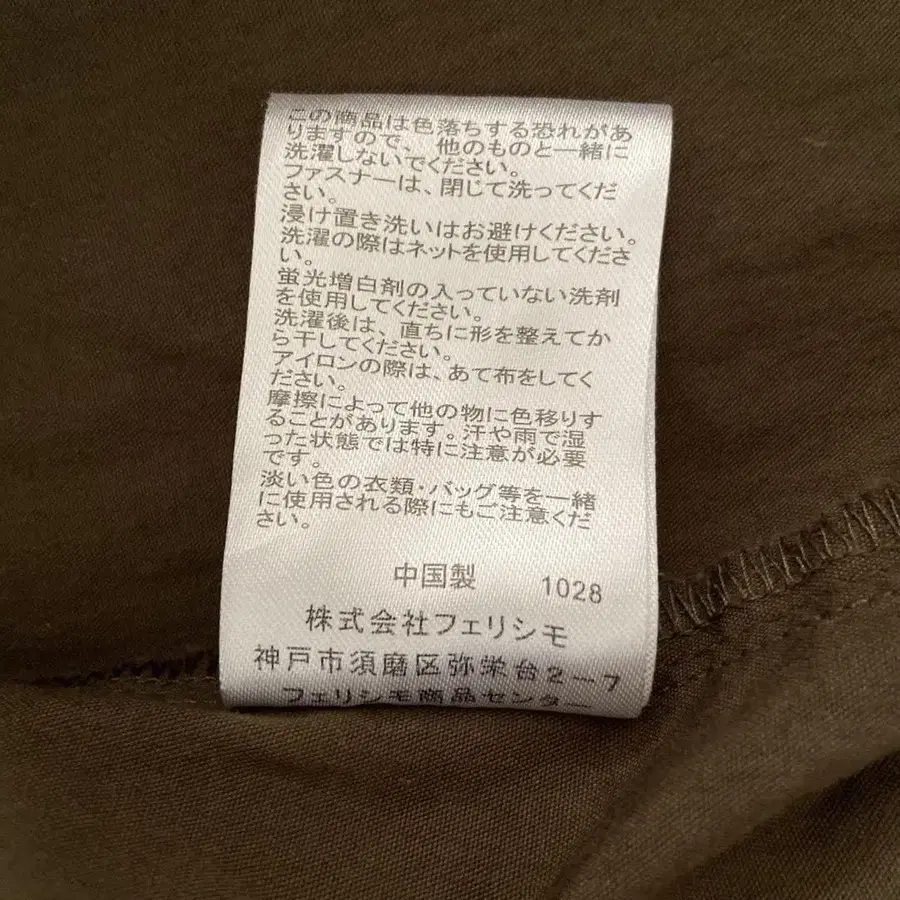 この商品は色落ちする恐れがあ
りますので、他のものと一緒に
洗濯しないでください。
ファスナーは、閉じて洗ってくだ
さい。
浸け置き洗いはお避けください。
洗濯の際はネットを使用してくださ
い。
蛍光増白剤の入っていない洗剤
を使用してください。
洗濯後は、直ちに形を整えてか
ら干してください。
アイロンの際は、あて布をしてく
ださい。
摩擦によって他の物に色移りす
ることがあります。汗や雨で湿
った状態では特に注意が必要
です。
淡い色の衣類・バッグ等を一緒
に使用される際にもご注意くだ
さい。
中国製 1028
株式会社フェリシモ
神戸市須磨区弥栄台2-7
フェリシモ商品センター